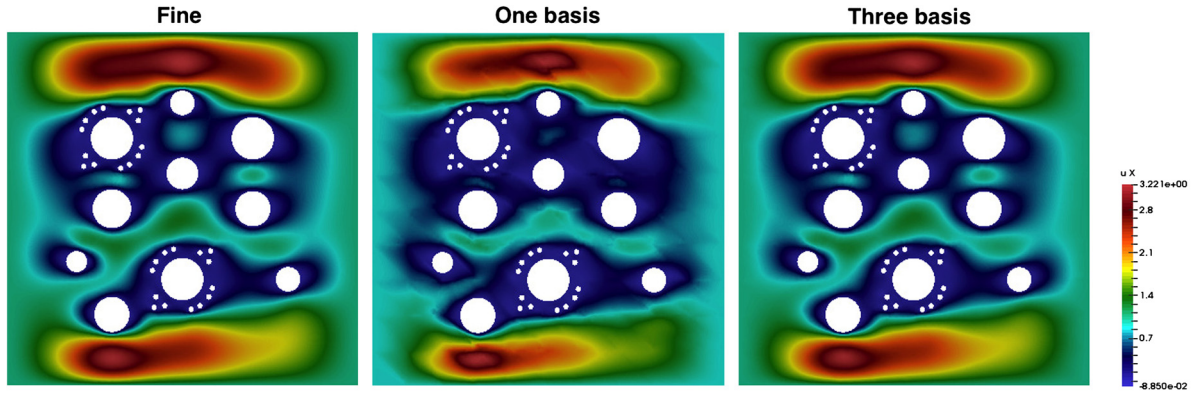 Fine
One basis
Three basis
u X
3.221e+00
2.8
2.1
1.4
0.7
-8.850e-02